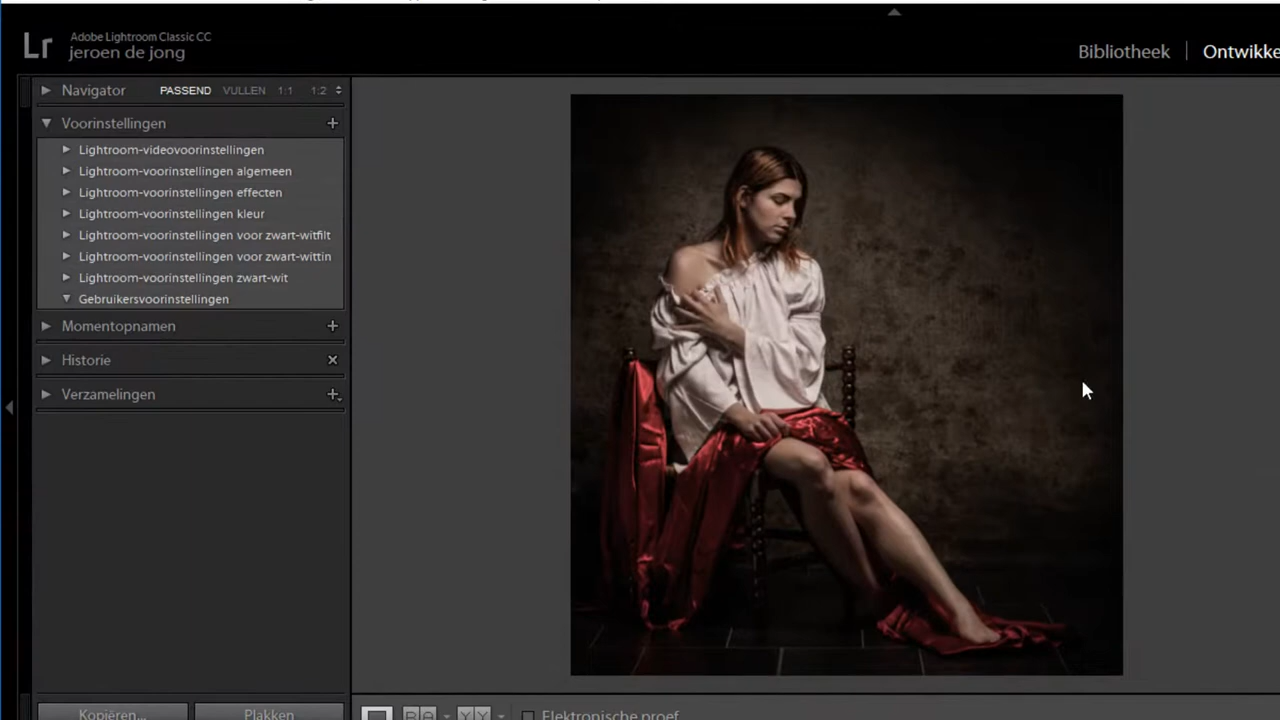 Lr
Adobe Lightroom Classic CC
jeroen de jong
Bibliotheek
Ontwikke
Navigator PASSEND VULLEN 1:1 1:2
Voorinstellingen
Lightroom-videovoorinstellingen
Lightroom-voorinstellingen algemeen
Lightroom-voorinstellingen effecten
Lightroom-voorinstellingen kleur
Lightroom-voorinstellingen voor zwart-witfilt
Lightroom-voorinstellingen voor zwart-wittin
Lightroom-voorinstellingen zwart-wit
Gebruikersvoorinstellingen
Momentopnamen
Historie
Verzamelingen
Kopiëren...
Plakken
Elektronische proef